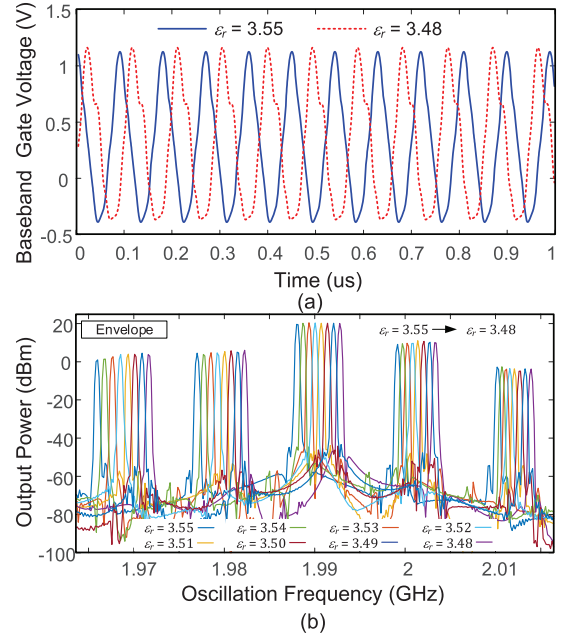 (a)
1.5
1
0.5
0
-0.5
Baseband Gate Voltage (V)
εr = 3.55 εr = 3.48
0 0.1 0.2 0.3 0.4 0.5 0.6 0.7 0.8 0.9 1
Time (us)
(a)
20
0
-20
-40
-60
-80
-100
Output Power (dBm)
Envelope
εr = 3.55 εr = 3.48
εr = 3.55 εr = 3.54 εr = 3.53 εr = 3.52
εr = 3.51 εr = 3.50 εr = 3.49 εr = 3.48
1.97 1.98 1.99 2 2.01
Oscillation Frequency (GHz)
(b)